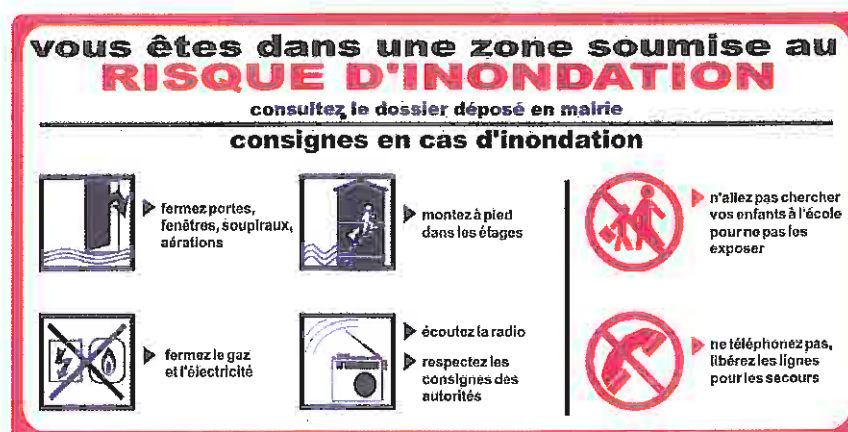 vous êtes dans une zone soumise au
RISQUE D'INONDATION
consultez le dossier déposé en mairie
consignes en cas d'inondation
fermez portes,
fenêtres, soupiraux,
aérations
montez à pied
dans les étages
n'allez pas chercher
vos enfants à l'école
pour ne pas les
exposer
fermez le gaz
et l'électricité
écoutez la radio
respectez les
consignes des
autorités
ne téléphonez pas,
libérez les lignes
pour les secours